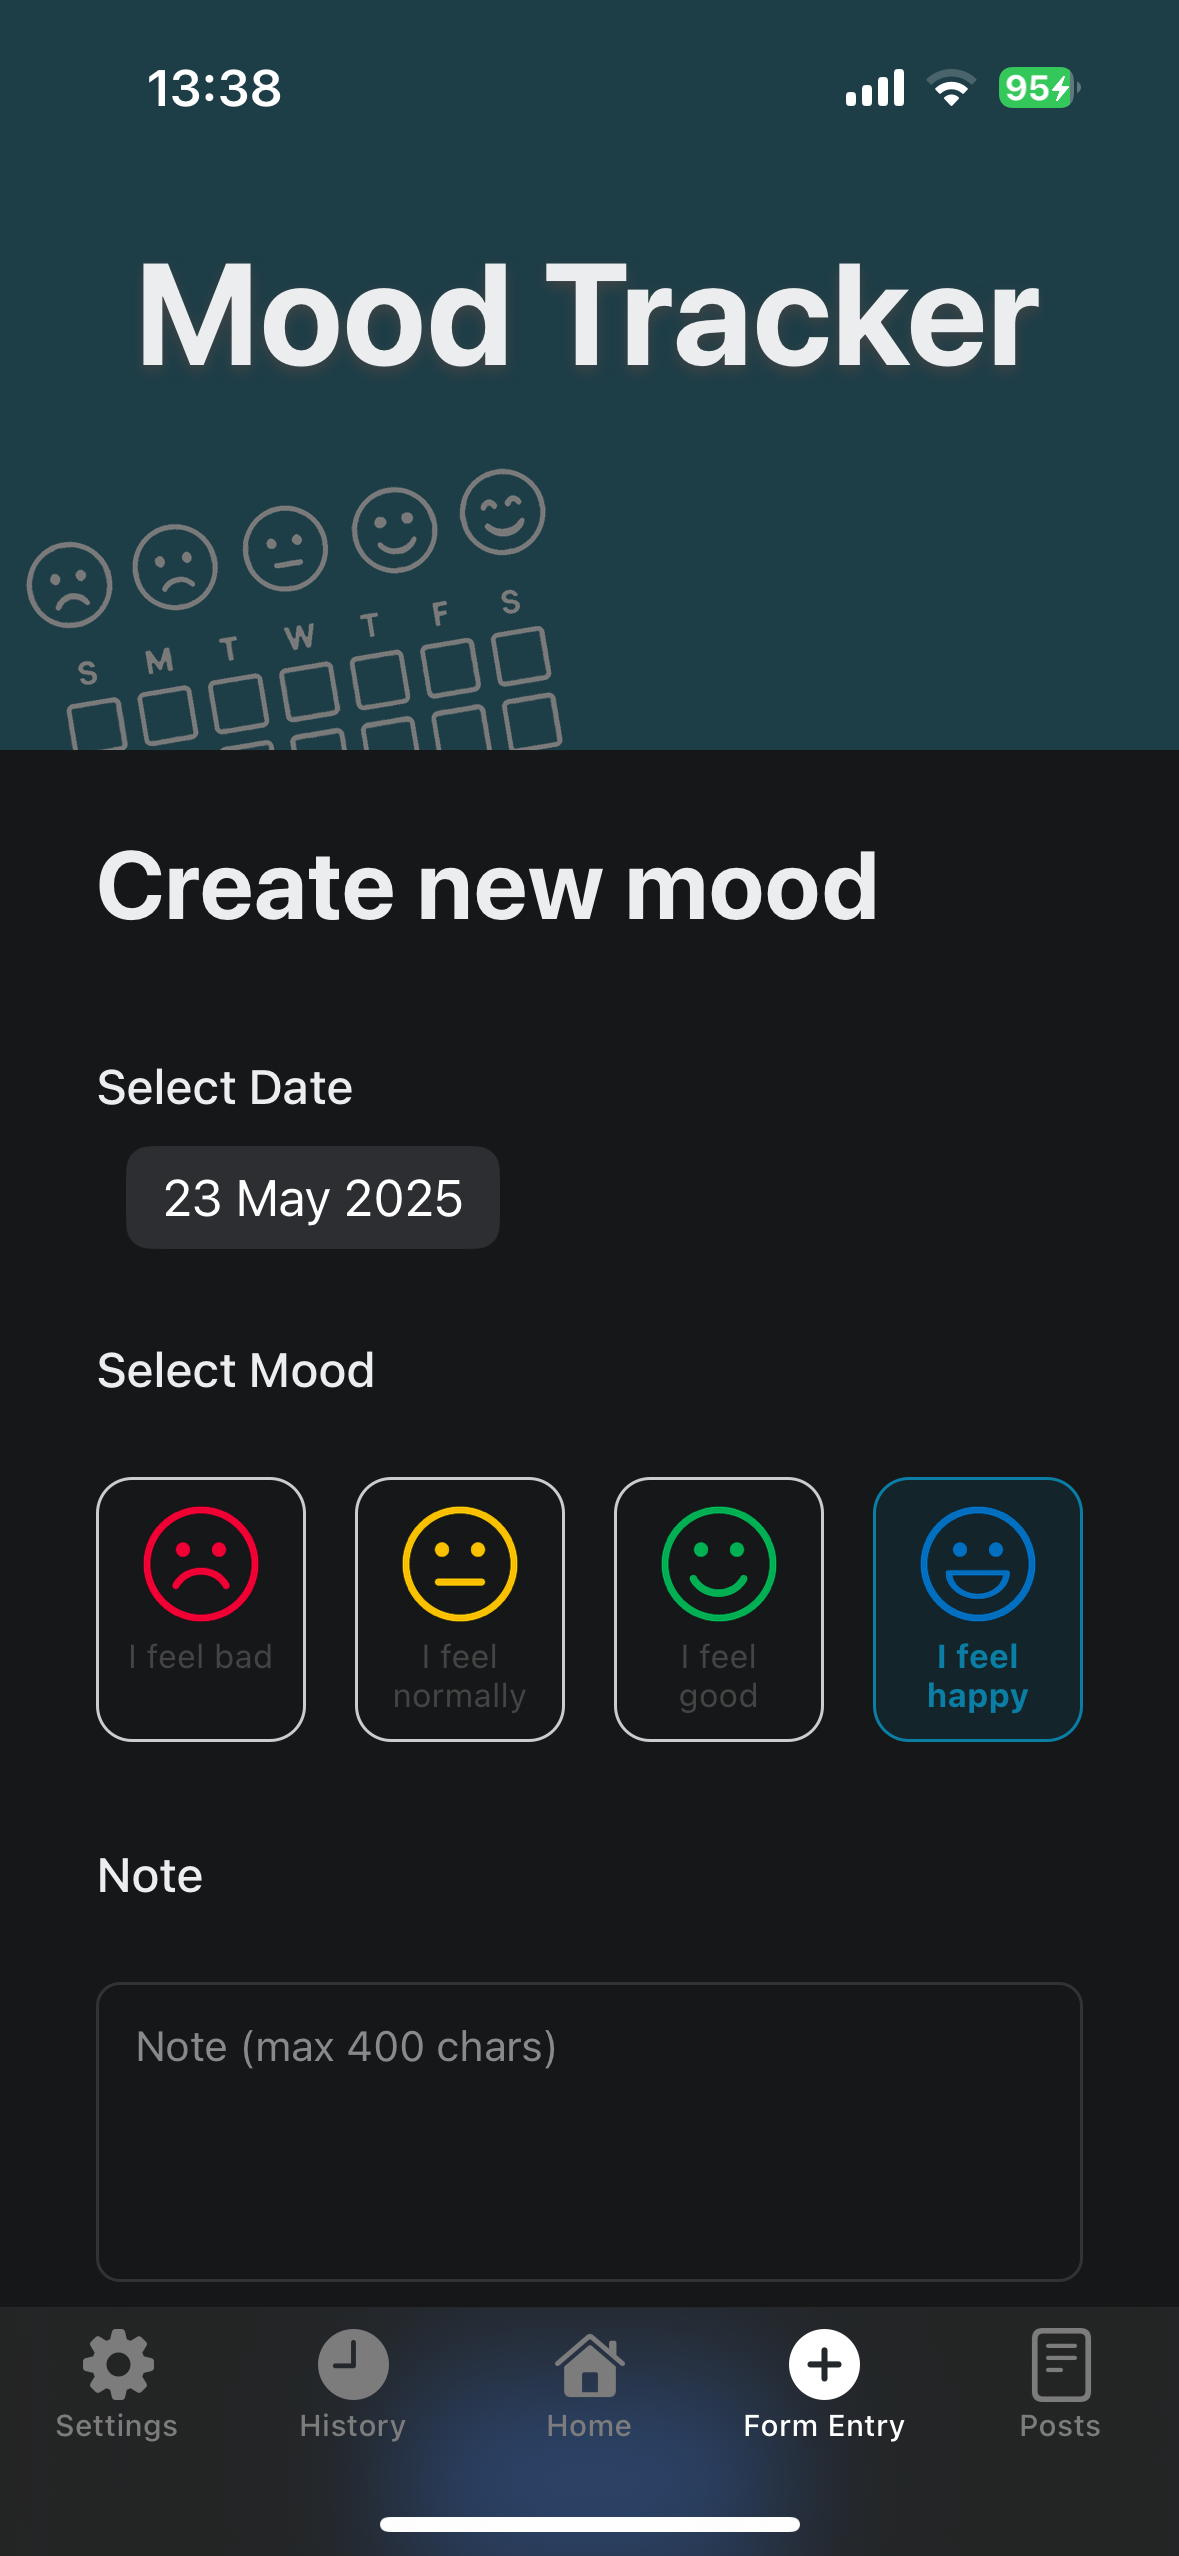 13:38
95
Mood Tracker
S M T W T F S
Create new mood
Select Date
23 May 2025
Select Mood
I feel bad
I feel
normally
I feel
good
I feel
happy
Note
Note (max 400 chars)
Settings
History
Home
Form Entry
Posts